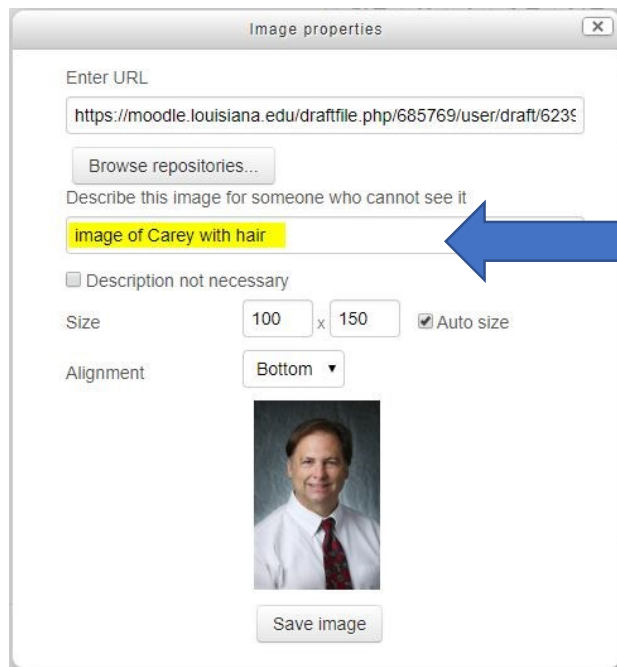 Image properties
Enter URL
https://moodle.louisiana.edu/draftfile.php/685769/user/draft/6239
Browse repositories...
Describe this image for someone who cannot see it
image of Carey with hair
Description not necessary
Size 100 x 150 Auto size
Alignment Bottom
Save image